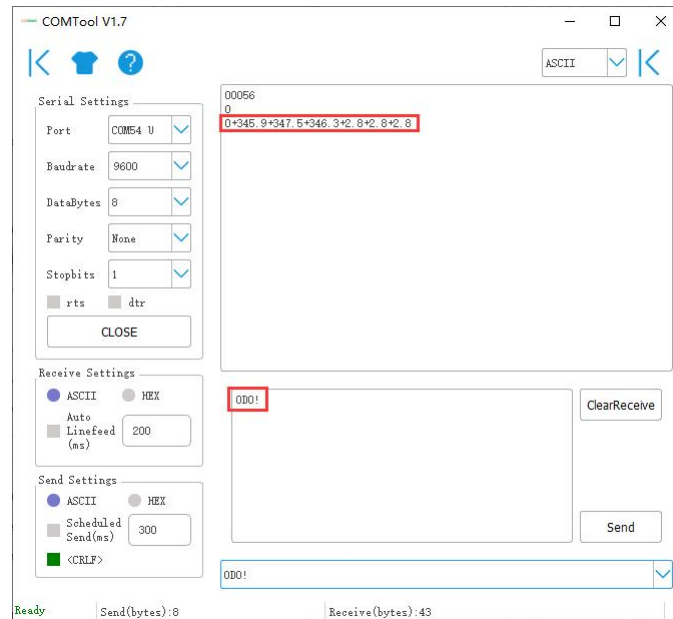 COMTool V1.7
ASCII
Serial Settings
Port COM54 U
Baudrate 9600
DataBytes 8
Parity None
Stopbits 1
rts dtr
CLOSE
Receive Settings
ASCII HEX
Auto Linefeed (ms) 200
Send Settings
ASCII HEX
Scheduled Send(ms) 300
<CRLF>
00056
0
0+345.9+347.5+346.3+2.8+2.8+2.8
0D0!
ClearReceive
Send
0D0!
Ready Send(bytes):8 Receive(bytes):43